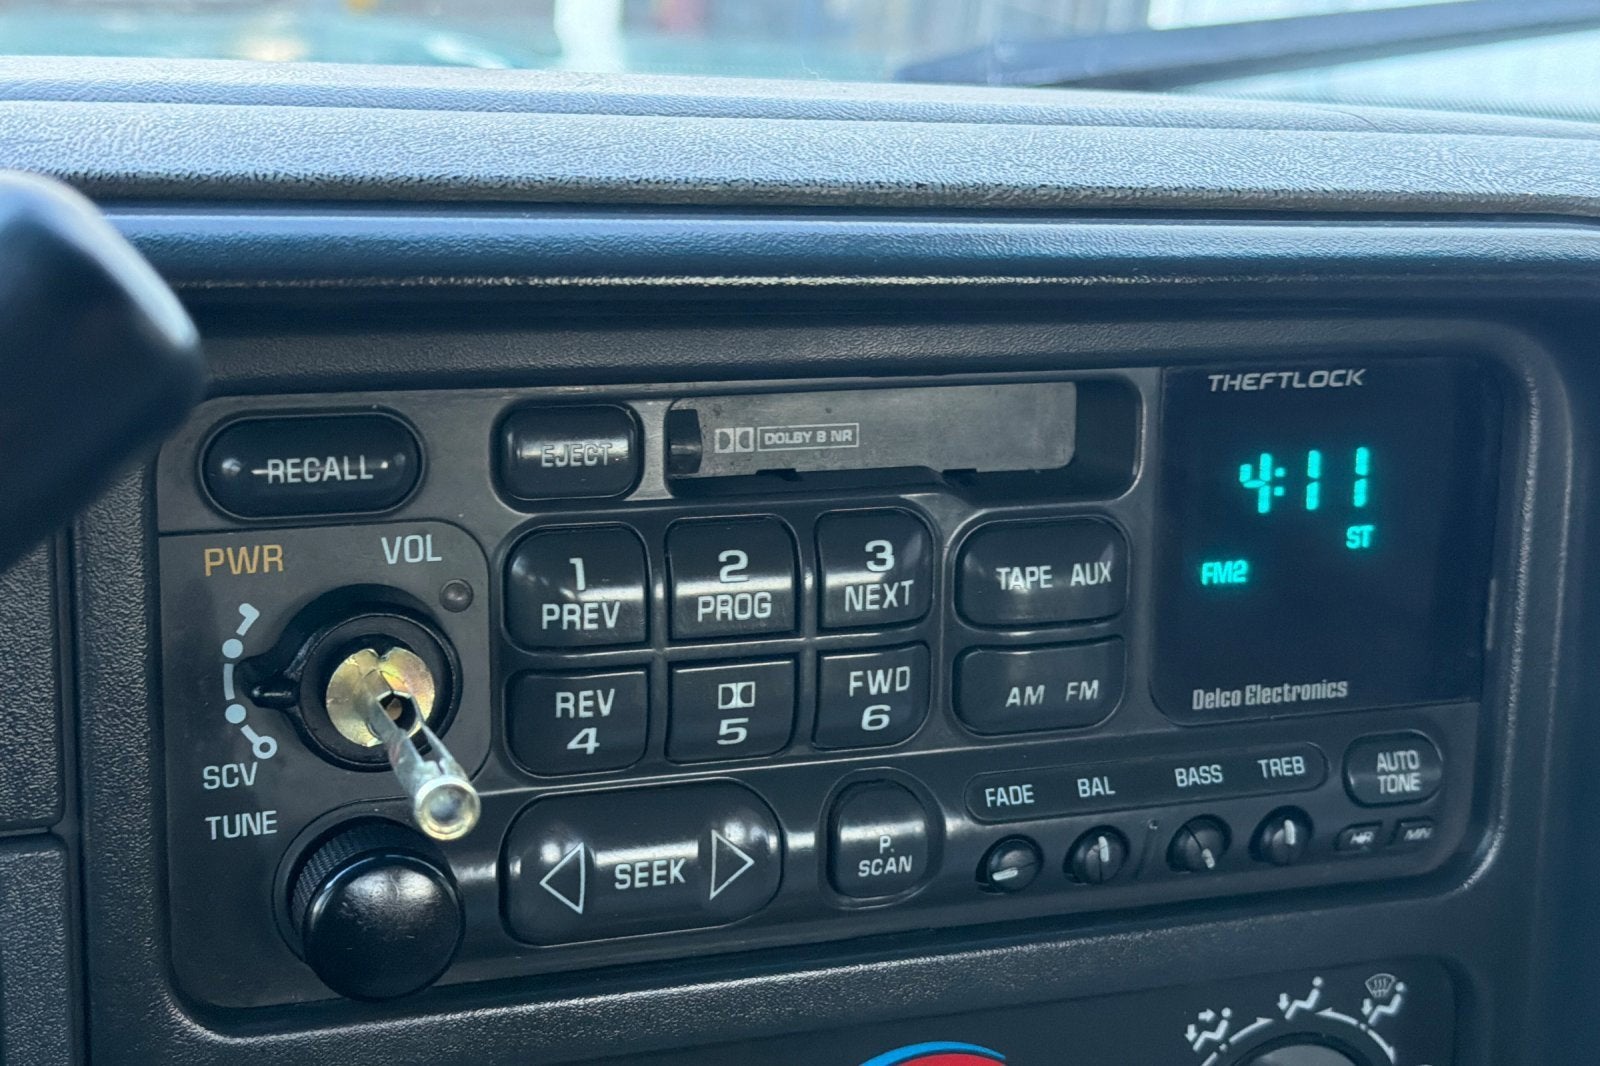 THEFTLOCK
RECALL
EJECT
DOLBY B NR
4:11
ST
FM2
PWR
VOL
1
PREV
2
PROG
3
NEXT
TAPE AUX
REV
4
5
FWD
6
AM FM
Delco Electronics
SCV
TUNE
SEEK
P.
SCAN
FADE
BAL
BASS
TREB
AUTO
TONE
HR
MN